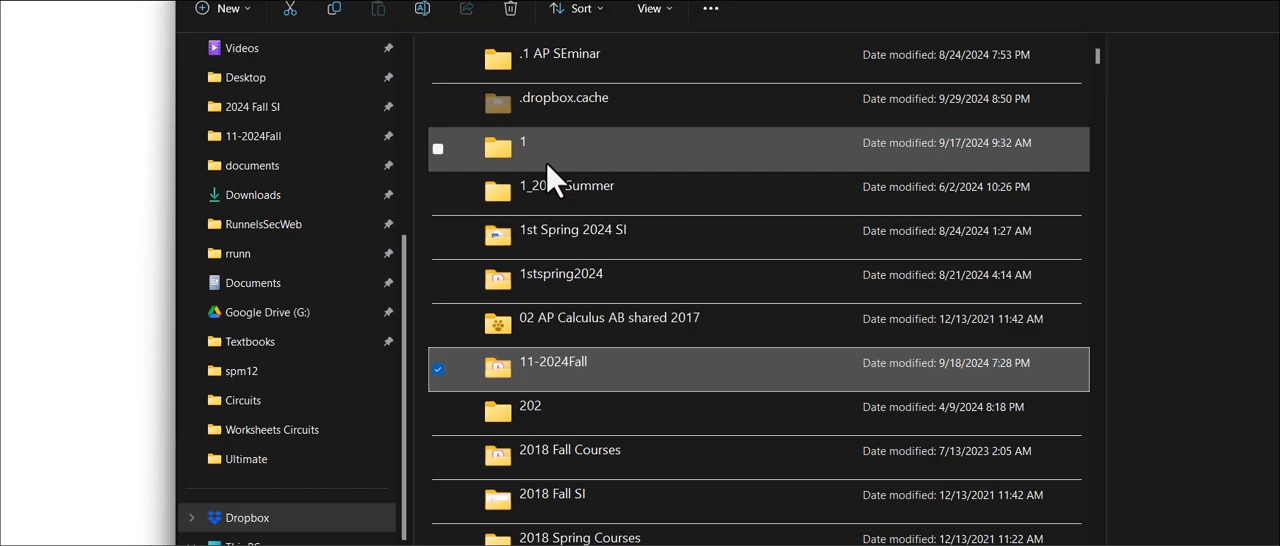 New Sort View
Videos
Desktop
2024 Fall SI
11-2024Fall
documents
Downloads
RunnelsSecWeb
rrunn
Documents
Google Drive (G:)
Textbooks
spm12
Circuits
Worksheets Circuits
Ultimate
Dropbox
This PC
.1 AP SEminar Date modified: 8/24/2024 7:53 PM
.dropbox.cache Date modified: 9/29/2024 8:50 PM
1 Date modified: 9/17/2024 9:32 AM
Summer Date modified: 6/2/2024 10:26 PM
1st Spring 2024 SI Date modified: 8/24/2024 1:27 AM
1stspring2024 Date modified: 8/21/2024 4:14 AM
02 AP Calculus AB shared 2017 Date modified: 12/13/2021 11:42 AM
11-2024Fall Date modified: 9/18/2024 7:28 PM
202 Date modified: 4/9/2024 8:18 PM
2018 Fall Courses Date modified: 7/13/2023 2:05 AM
2018 Fall SI Date modified: 12/13/2021 11:42 AM
2018 Spring Courses Date modified: 12/13/2021 11:22 AM